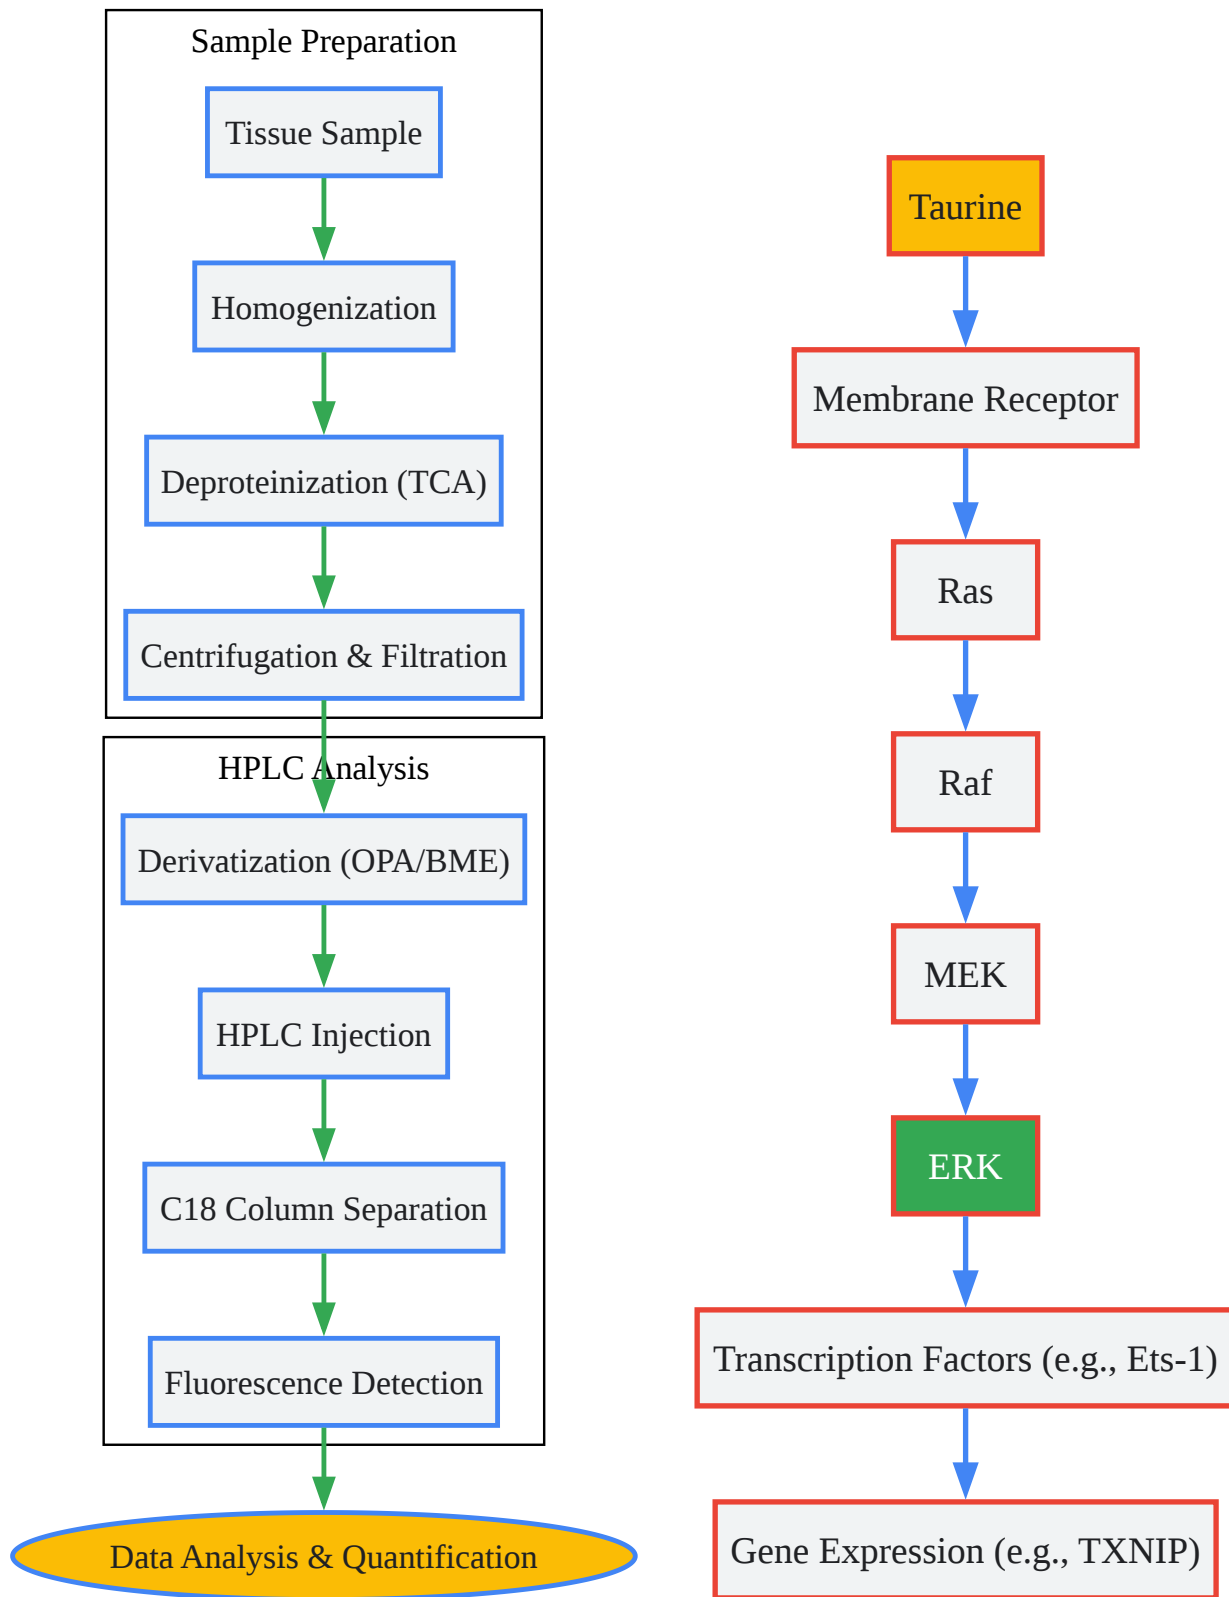 Sample Preparation
Tissue Sample
Homogenization
Deproteinization (TCA)
Centrifugation & Filtration
HPLC Analysis
Derivatization (OPA/BME)
HPLC Injection
C18 Column Separation
Fluorescence Detection
Data Analysis & Quantification
Taurine
Membrane Receptor
Ras
Raf
MEK
ERK
Transcription Factors (e.g., Ets-1)
Gene Expression (e.g., TXNIP)